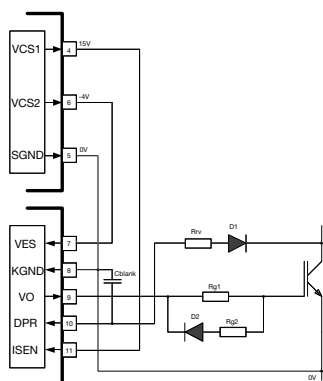 VCS1 4 15V
VCS2 6 -4V
SGND 5 0V
Rrv D1
VES 7
KGND 8 Cblank
VO 9 Rg1
DPR 10 D2 Rg2
ISEN 11
0V